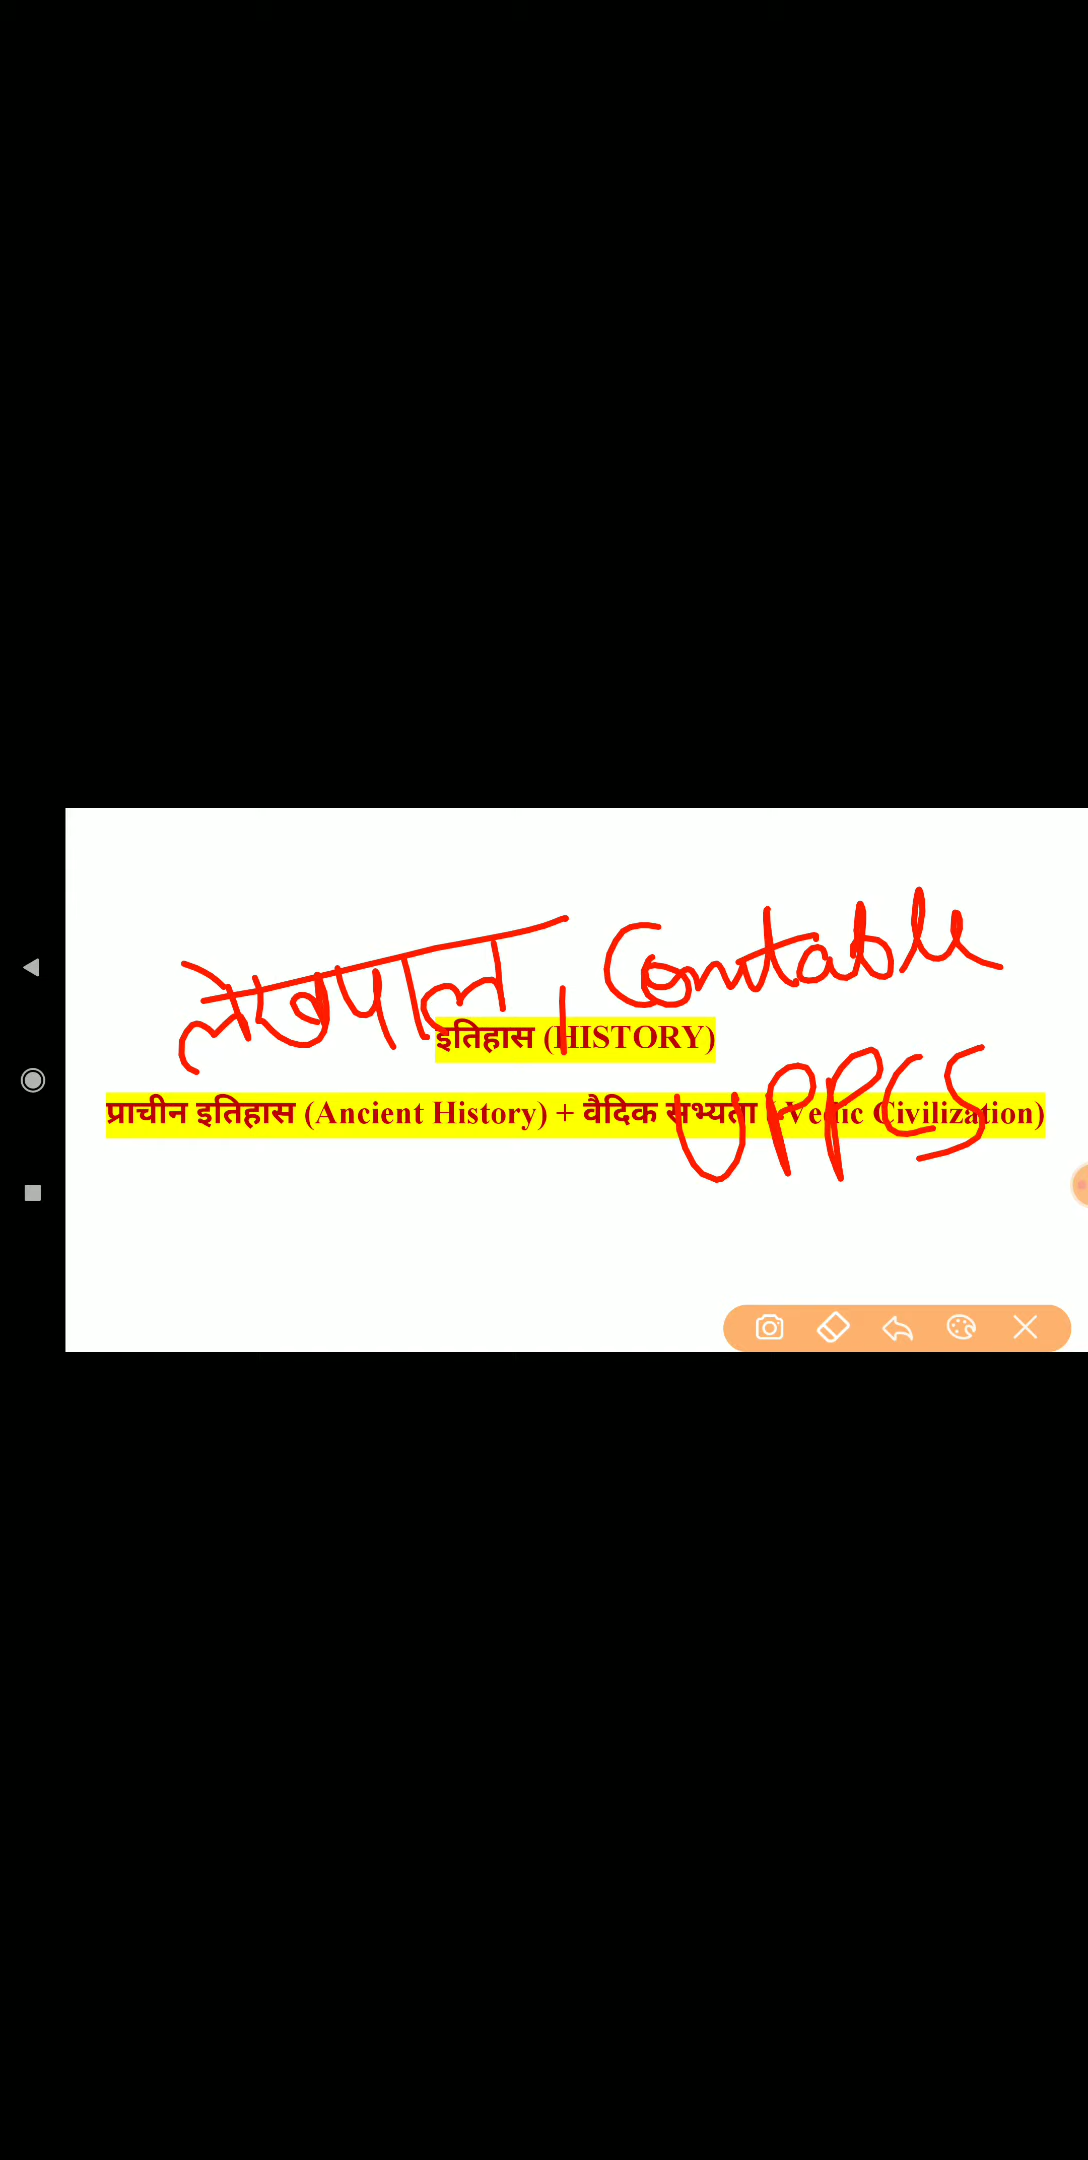 लेखपाल, Contable
इतिहास (HISTORY)
UPPCS
प्राचीन इतिहास (Ancient History) + वैदिक सभ्यता (Vedic Civilization)